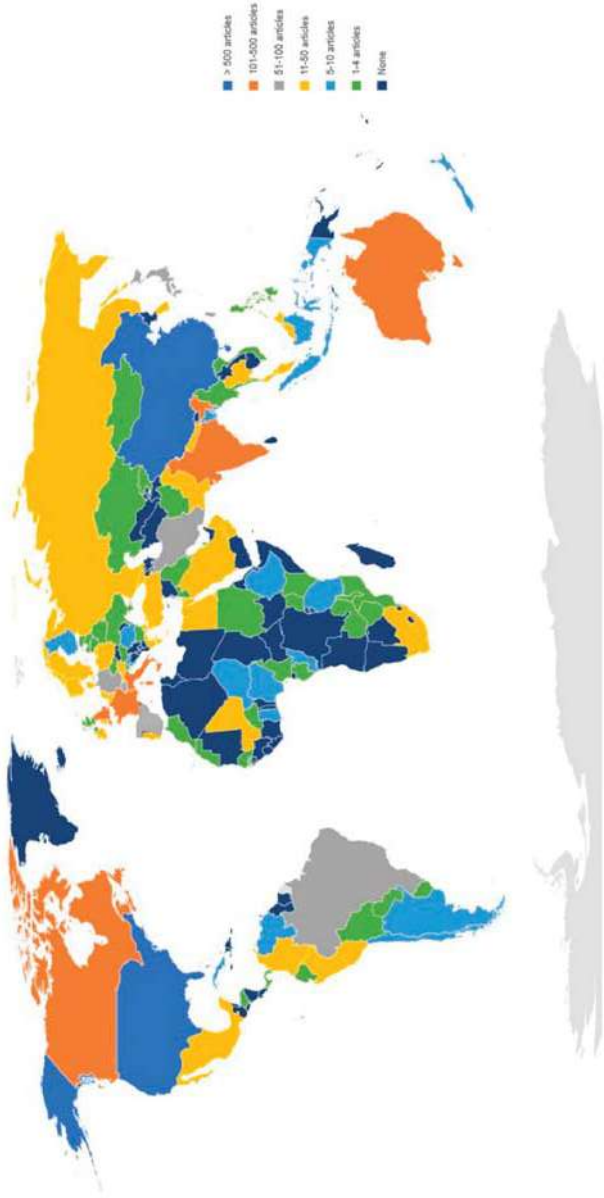 > 500 articles
101-500 articles
51-100 articles
11-50 articles
5-10 articles
1-4 articles
None